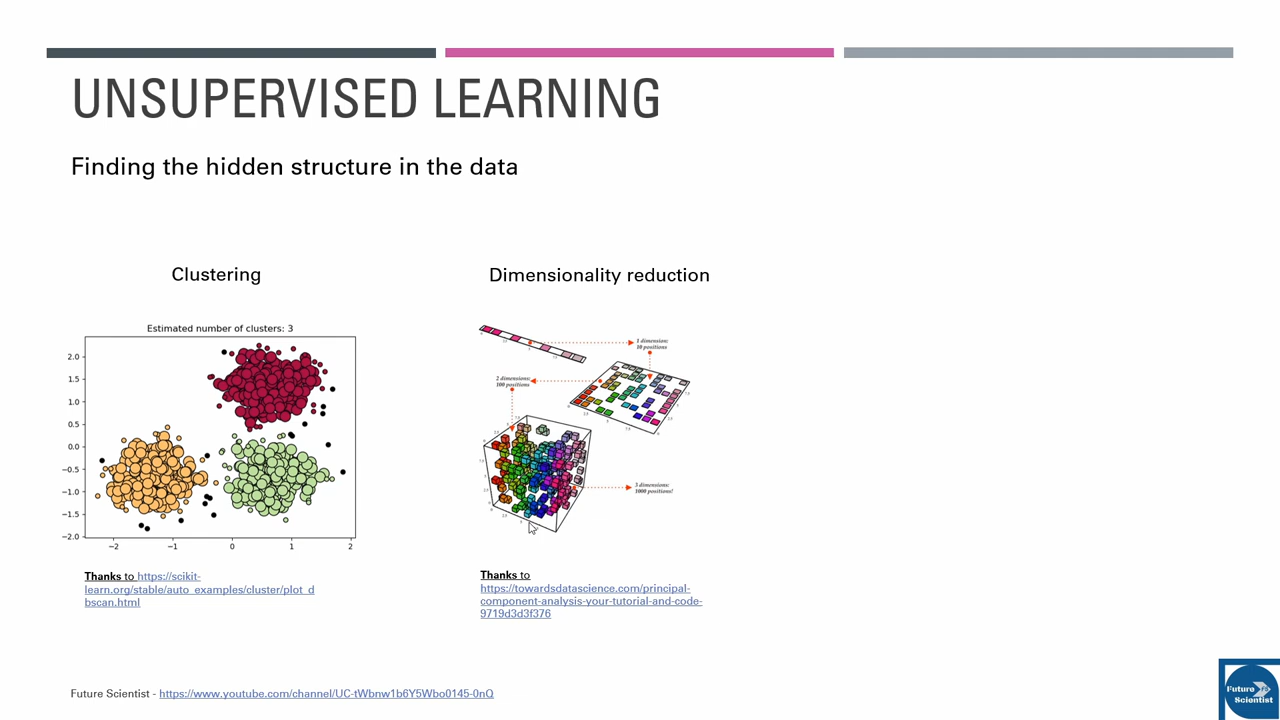 UNSUPERVISED LEARNING
Finding the hidden structure in the data
Clustering
Dimensionality reduction
Estimated number of clusters: 3
2.0
1.5
1.0
0.5
0.0
−0.5
−1.0
−1.5
−2.0
−2 −1 0 1 2
1 dimension:
10 positions
2 dimensions:
100 positions
3 dimensions:
1000 positions!
Thanks to https://scikit-
learn.org/stable/auto_examples/cluster/plot_d
bscan.html
Thanks to
https://towardsdatascience.com/principal-
component-analysis-your-tutorial-and-code-
9719d3d3f376
Future Scientist - https://www.youtube.com/channel/UC-tWbnw1b6Y5Wbo0145-0nQ
Future
Scientist